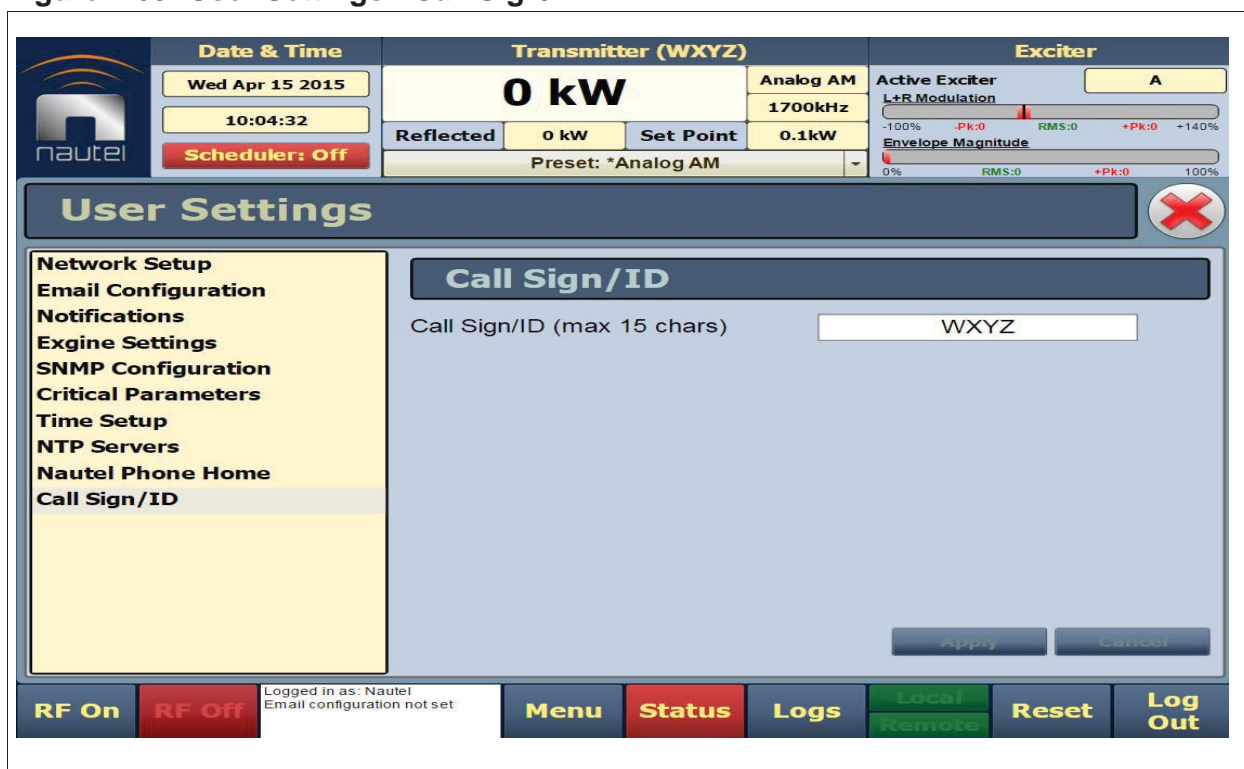 Date & Time
Transmitter (WXYZ)
Exciter
nautel
Wed Apr 15 2015
10:04:32
Scheduler: Off
0 kW
Analog AM
1700kHz
Reflected
0 kW
Set Point
0.1kW
Preset: *Analog AM
Active Exciter
A
L+R Modulation
-100% -Pk:0 RMS:0 +Pk:0 +140%
Envelope Magnitude
0% RMS:0 +Pk:0 100%
User Settings
Network Setup
Email Configuration
Notifications
Exgine Settings
SNMP Configuration
Critical Parameters
Time Setup
NTP Servers
Nautel Phone Home
Call Sign/ID
Call Sign/ID
Call Sign/ID (max 15 chars)
WXYZ
Apply
Cancel
RF On
RF Off
Logged in as: Nautel
Email configuration not set
Menu
Status
Logs
Local
Remote
Reset
Log
Out